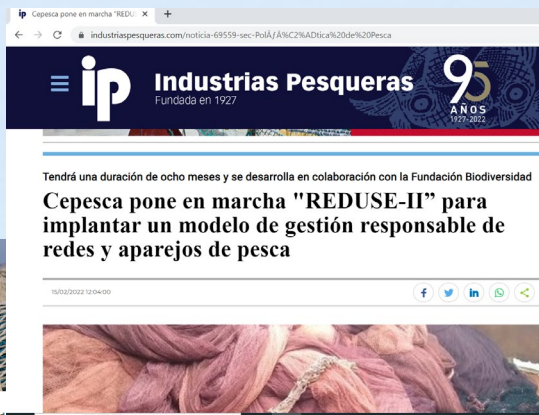 ip Cepesca pone en marcha "REDU
industriaspesqueras.com/noticia-69559-sec-PolÃƒÂ%C2%ADtica%20de%20Pesca
ip Industrias Pesqueras
Fundada en 1927
95
AÑOS
1927-2022
Tendrá una duración de ocho meses y se desarrolla en colaboración con la Fundación Biodiversidad
Cepesca pone en marcha "REDUSE-II” para
implantar un modelo de gestión responsable de
redes y aparejos de pesca
15/02/2022 12:04:00